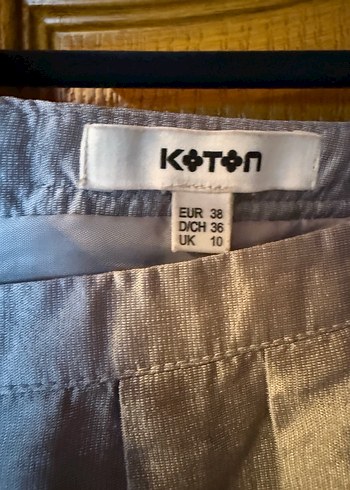 KOTON
EUR 38
D/CH 36
UK 10